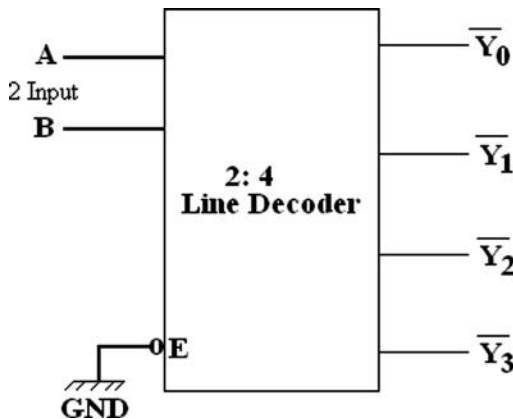 A
2 Input
B
2: 4
Line Decoder
E
GND
Y̅0
Y̅1
Y̅2
Y̅3